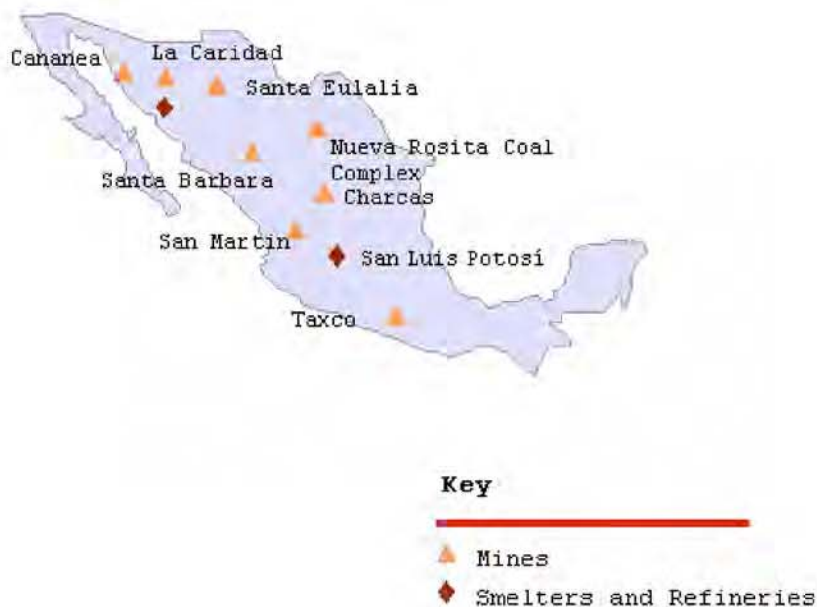 La Caridad
Cananea
Santa Eulalia
Nueva Rosita Coal
Complex
Santa Barbara
Charcas
San Martin
San Luis Potosí
Taxco
Key
Mines
Smelters and Refineries